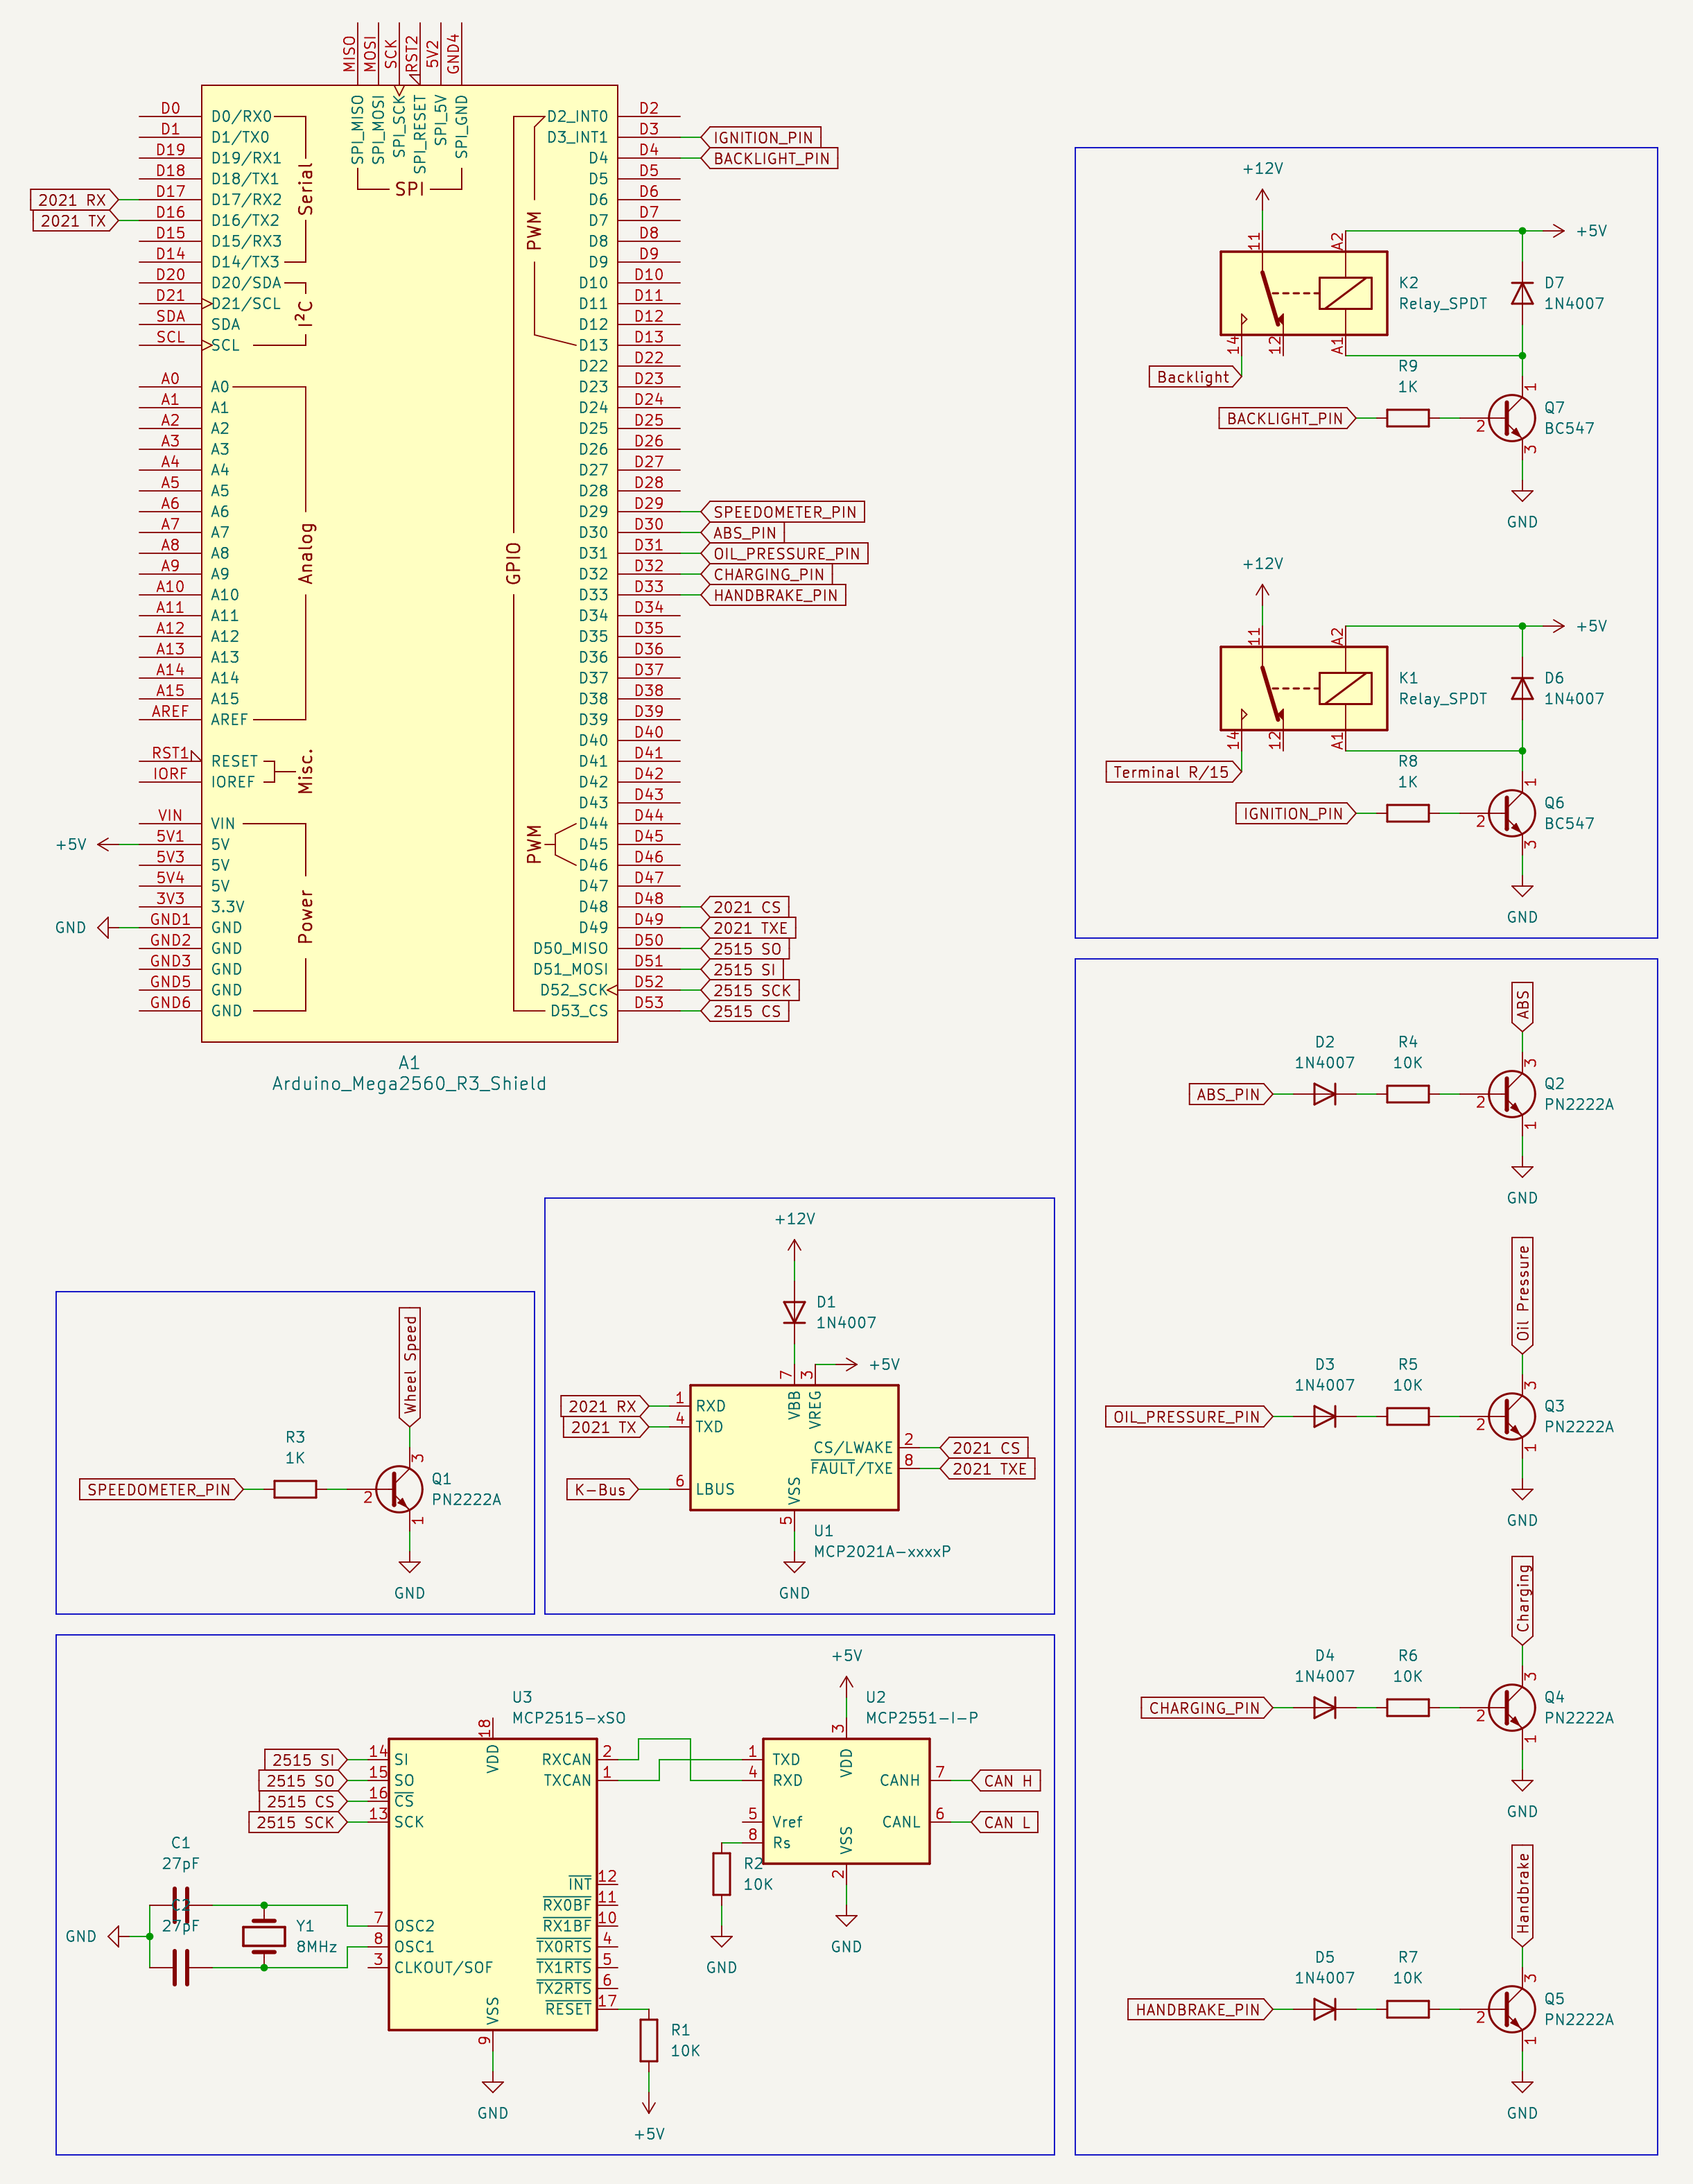 MISO
MOSI
SCK
RST2
5V2
GND4
SPI_MISO
SPI_MOSI
SPI_SCK
SPI_RESET
SPI_5V
SPI_GND
SPI
D0 D0/RX0
D1 D1/TX0
D19 D19/RX1
D18 D18/TX1
2021 RX D17 D17/RX2
2021 TX D16 D16/TX2
D15 D15/RX3
D14 D14/TX3
D20 D20/SDA
D21 D21/SCL
SDA SDA
SCL SCL
Serial
I²C
A0 A0
A1 A1
A2 A2
A3 A3
A4 A4
A5 A5
A6 A6
A7 A7
A8 A8
A9 A9
A10 A10
A11 A11
A12 A12
A13 A13
A14 A14
A15 A15
AREF AREF
Analog
RST1 RESET
IORF IOREF
Misc.
VIN VIN
+5V 5V1 5V
5V3 5V
5V4 5V
3V3 3.3V
GND GND1 GND
GND2 GND
GND3 GND
GND5 GND
GND6 GND
Power
PWM
GPIO
PWM
D2_INT0 D2
D3_INT1 D3 IGNITION_PIN
D4 D4 BACKLIGHT_PIN
D5 D5
D6 D6
D7 D7
D8 D8
D9 D9
D10 D10
D11 D11
D12 D12
D13 D13
D22 D22
D23 D23
D24 D24
D25 D25
D26 D26
D27 D27
D28 D28
D29 D29 SPEEDOMETER_PIN
D30 D30 ABS_PIN
D31 D31 OIL_PRESSURE_PIN
D32 D32 CHARGING_PIN
D33 D33 HANDBRAKE_PIN
D34 D34
D35 D35
D36 D36
D37 D37
D38 D38
D39 D39
D40 D40
D41 D41
D42 D42
D43 D43
D44 D44
D45 D45
D46 D46
D47 D47
D48 D48 2021 CS
D49 D49 2021 TXE
D50_MISO D50 2515 SO
D51_MOSI D51 2515 SI
D52_SCK D52 2515 SCK
D53_CS D53 2515 CS
A1
Arduino_Mega2560_R3_Shield
+12V
11 A2 +5V
K2 D7
Relay_SPDT 1N4007
14 12 A1
Backlight
R9
1K
BACKLIGHT_PIN
1
2
3
Q7
BC547
GND
+12V
11 A2 +5V
K1 D6
Relay_SPDT 1N4007
14 12 A1
Terminal R/15
R8
1K
IGNITION_PIN
1
2
3
Q6
BC547
GND
ABS
D2 R4
1N4007 10K
ABS_PIN
3
2
1
Q2
PN2222A
GND
Oil Pressure
D3 R5
1N4007 10K
OIL_PRESSURE_PIN
3
2
1
Q3
PN2222A
GND
Charging
D4 R6
1N4007 10K
CHARGING_PIN
3
2
1
Q4
PN2222A
GND
Handbrake
D5 R7
1N4007 10K
HANDBRAKE_PIN
3
2
1
Q5
PN2222A
GND
Wheel Speed
R3
1K
SPEEDOMETER_PIN
3
2
1
Q1
PN2222A
GND
+12V
D1
1N4007
+5V
7 3
VBB VREG
2021 RX 1 RXD
2021 TX 4 TXD
CS/LWAKE 2 2021 CS
FAULT/TXE 8 2021 TXE
K-Bus 6 LBUS
VSS
5
U1
MCP2021A-xxxxP
GND
U3
MCP2515-xSO
18
VDD
2515 SI 14 SI
2515 SO 15 SO
2515 CS 16 CS
2515 SCK 13 SCK
RXCAN 2
TXCAN 1
INT 12
RX0BF 11
RX1BF 10
TX0RTS 4
TX1RTS 5
TX2RTS 6
RESET 17
7 OSC2
8 OSC1
3 CLKOUT/SOF
VSS
9
GND
C1
27pF
C2
27pF
GND
Y1
8MHz
R1
10K
+5V
+5V
U2
MCP2551-I-P
3
VDD
1 TXD
4 RXD
5 Vref
8 Rs
CANH 7 CAN H
CANL 6 CAN L
VSS
2
GND
R2
10K
GND